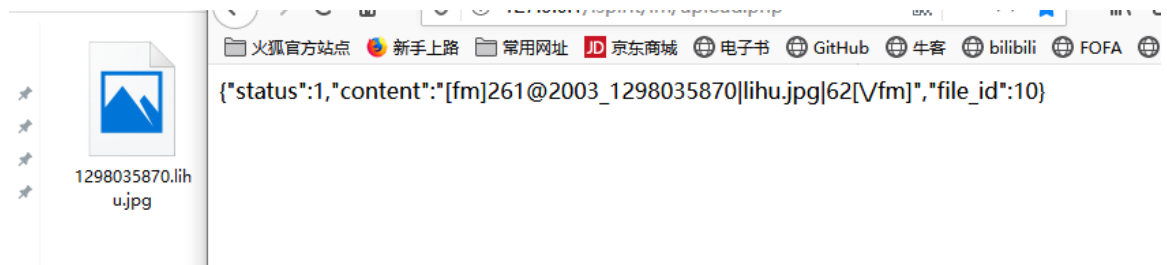 火狐官方站点 新手上路 常用网址 JD 京东商城 电子书 GitHub 牛客 bilibili FOFA
{"status":1,"content":"[fm]261@2003_1298035870|lihu.jpg|62[\/fm]","file_id":10}
1298035870.lih
u.jpg